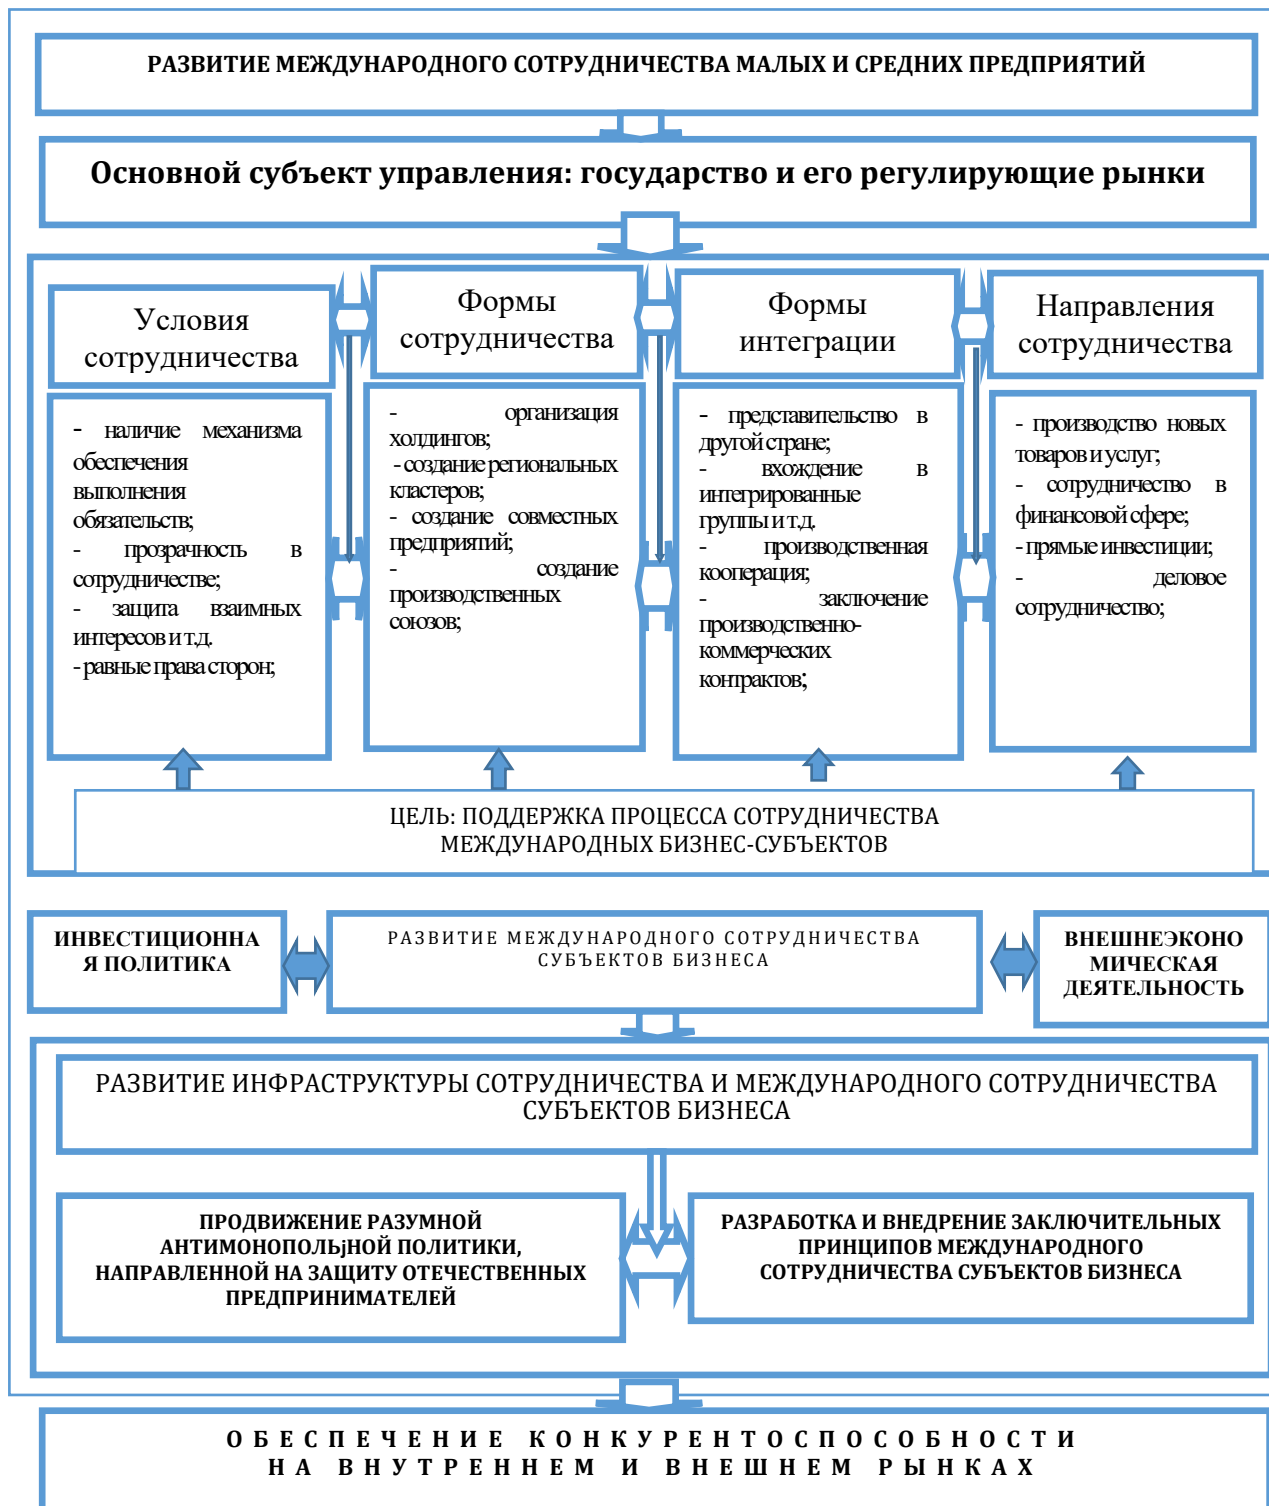 РАЗВИТИЕ МЕЖДУНАРОДНОГО СОТРУДНИЧЕСТВА МАЛЫХ И СРЕДНИХ ПРЕДПРИЯТИЙ
Основной субъект управления: государство и его регулирующие рынки
Условия
сотрудничества
- наличие механизма
обеспечения
выполнения
обязательств;
- прозрачность в
сотрудничестве;
- защита взаимных
интересов и т.д.
- равные права сторон;
Формы
сотрудничества
- организация
холдингов;
- создание региональных
кластеров;
- создание совместных
предприятий;
- создание
производственных
союзов;
Формы
интеграции
- представительство в
другой стране;
- вхождение в
интегрированные
группы и т.д.
- производственная
кооперация;
- заключение
производственно-
коммерческих
контрактов;
Направления
сотрудничества
- производство новых
товаров и услуг;
- сотрудничество в
финансовой сфере;
- прямые инвестиции;
- деловое
сотрудничество;
ЦЕЛЬ: ПОДДЕРЖКА ПРОЦЕССА СОТРУДНИЧЕСТВА
МЕЖДУНАРОДНЫХ БИЗНЕС-СУБЪЕКТОВ
ИНВЕСТИЦИОННА
Я ПОЛИТИКА
РАЗВИТИЕ МЕЖДУНАРОДНОГО СОТРУДНИЧЕСТВА
СУБЪЕКТОВ БИЗНЕСА
ВНЕШНЕЭКОНО
МИЧЕСКАЯ
ДЕЯТЕЛЬНОСТЬ
РАЗВИТИЕ ИНФРАСТРУКТУРЫ СОТРУДНИЧЕСТВА И МЕЖДУНАРОДНОГО СОТРУДНИЧЕСТВА
СУБЪЕКТОВ БИЗНЕСА
ПРОДВИЖЕНИЕ РАЗУМНОЙ
АНТИМОНОПОЛЬјНОЙ ПОЛИТИКИ,
НАПРАВЛЕННОЙ НА ЗАЩИТУ ОТЕЧЕСТВЕННЫХ
ПРЕДПРИНИМАТЕЛЕЙ
РАЗРАБОТКА И ВНЕДРЕНИЕ ЗАКЛЮЧИТЕЛЬНЫХ
ПРИНЦИПОВ МЕЖДУНАРОДНОГО
СОТРУДНИЧЕСТВА СУБЪЕКТОВ БИЗНЕСА
ОБЕСПЕЧЕНИЕ КОНКУРЕНТОСПОСОБНОСТИ
НА ВНУТРЕННЕМ И ВНЕШНЕМ РЫНКАХ